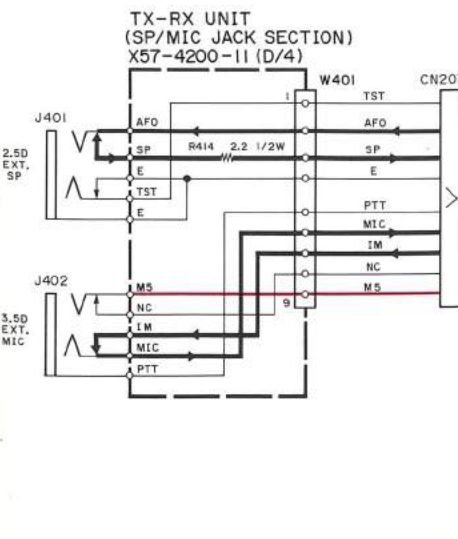 TX-RX UNIT
(SP/MIC JACK SECTION)
X57-4200-11 (D/4)
W401
CN20
1
TST
J401
AFO
AFO
2.5D
EXT.
SP
SP
R414 2.2 1/2W
SP
E
E
TST
E
PTT
MIC
IM
J402
NC
M5
9
M5
NC
3.5D
EXT.
MIC
IM
MIC
PTT